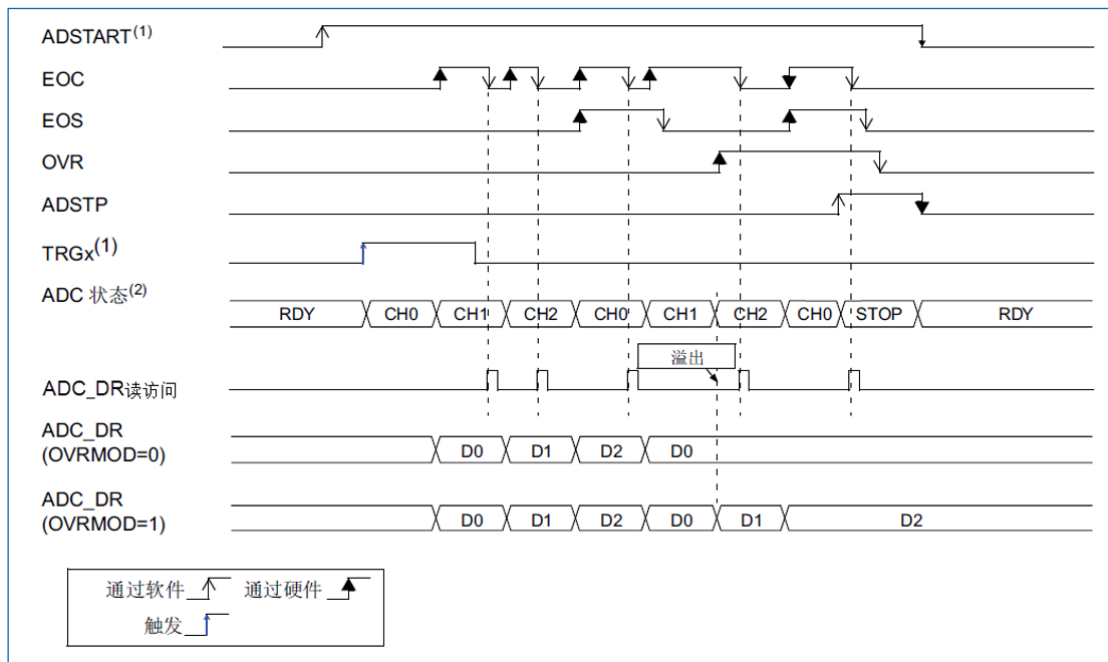 ADSTART(1)
EOC
EOS
OVR
ADSTP
TRGx(1)
ADC 状态(2)
RDY CH0 CH1 CH2 CH0 CH1 CH2 CH0 STOP RDY
溢出
ADC_DR读访问
ADC_DR
(OVRMOD=0)
D0 D1 D2 D0
ADC_DR
(OVRMOD=1)
D0 D1 D2 D0 D1 D2
通过软件 通过硬件
触发